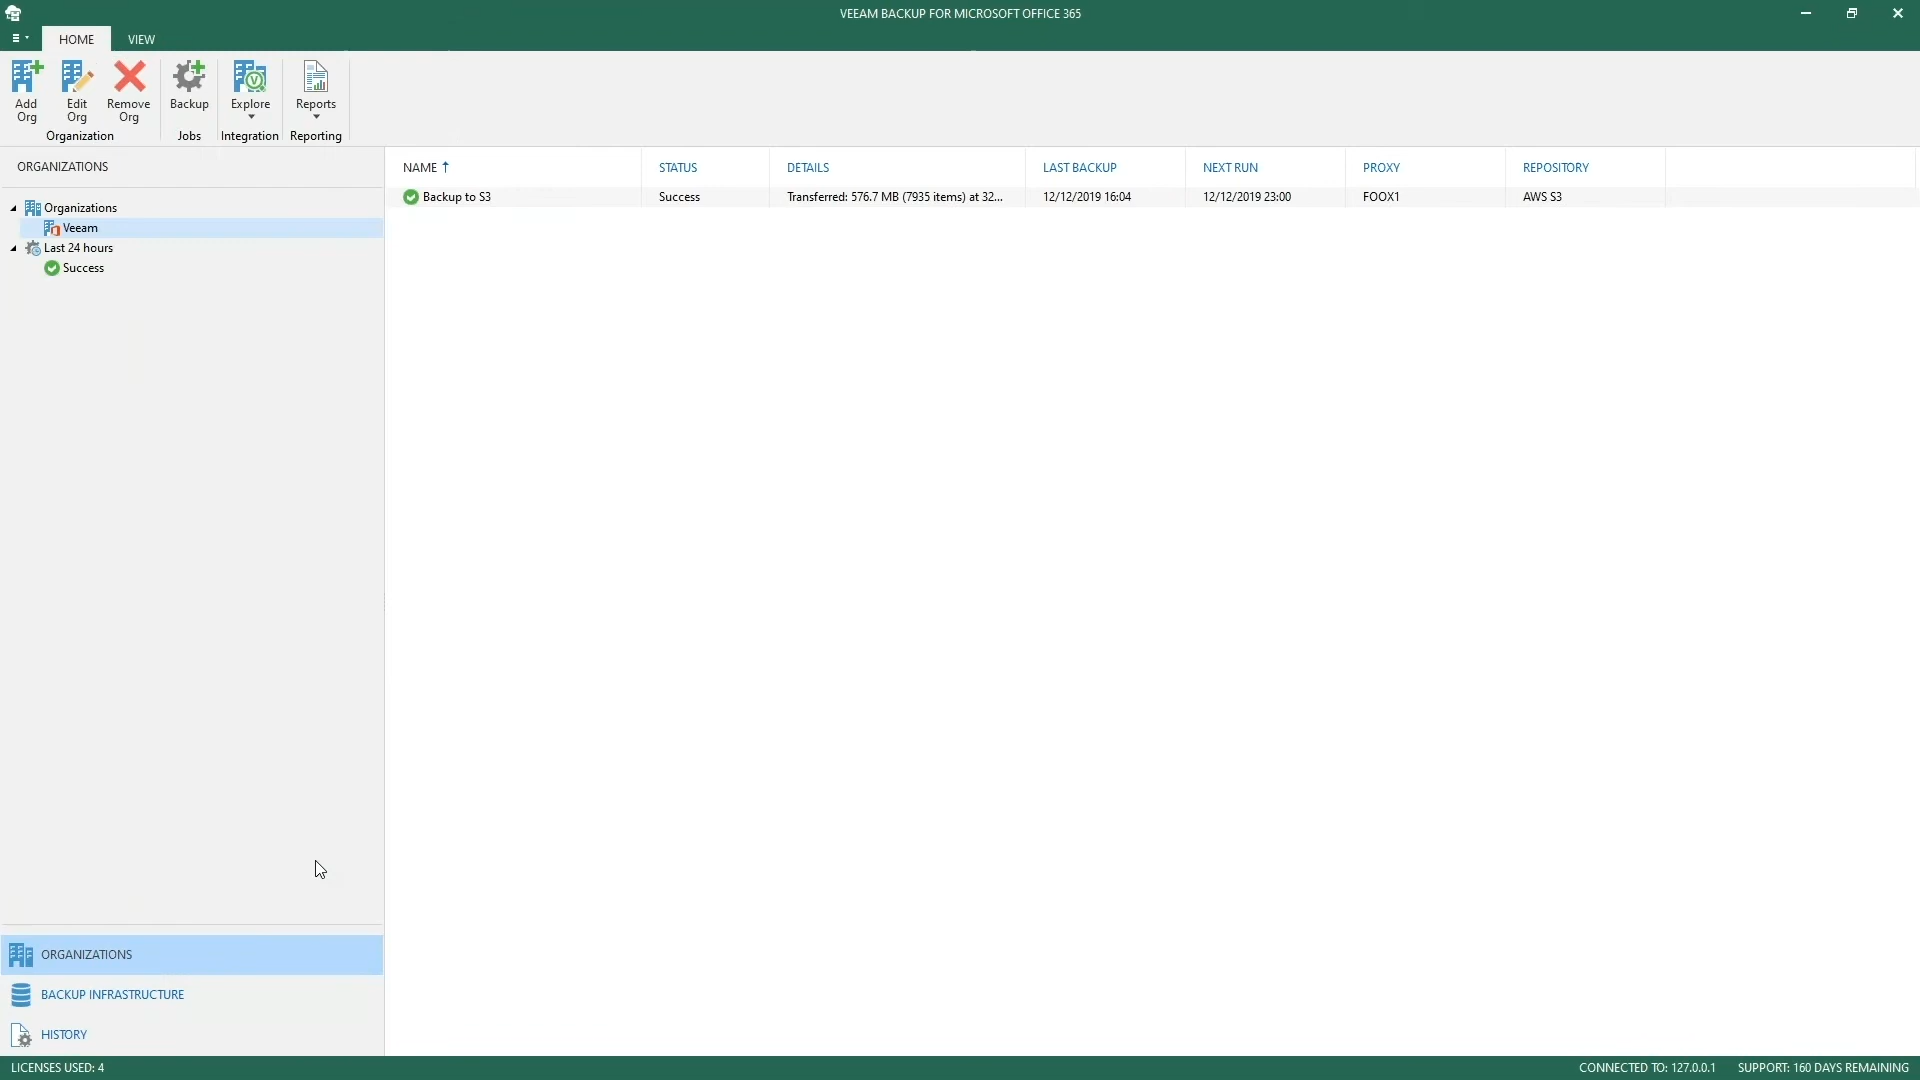 VEEAM BACKUP FOR MICROSOFT OFFICE 365
HOME
VIEW
Add Org
Edit Org
Remove Org
Backup
Explore
Reports
Organization
Jobs
Integration
Reporting
ORGANIZATIONS
Organizations
Veeam
Last 24 hours
Success
NAME STATUS DETAILS LAST BACKUP NEXT RUN PROXY REPOSITORY
Backup to S3 Success Transferred: 576.7 MB (7935 items) at 32... 12/12/2019 16:04 12/12/2019 23:00 FOOX1 AWS S3
ORGANIZATIONS
BACKUP INFRASTRUCTURE
HISTORY
LICENSES USED: 4
CONNECTED TO: 127.0.0.1
SUPPORT: 160 DAYS REMAINING